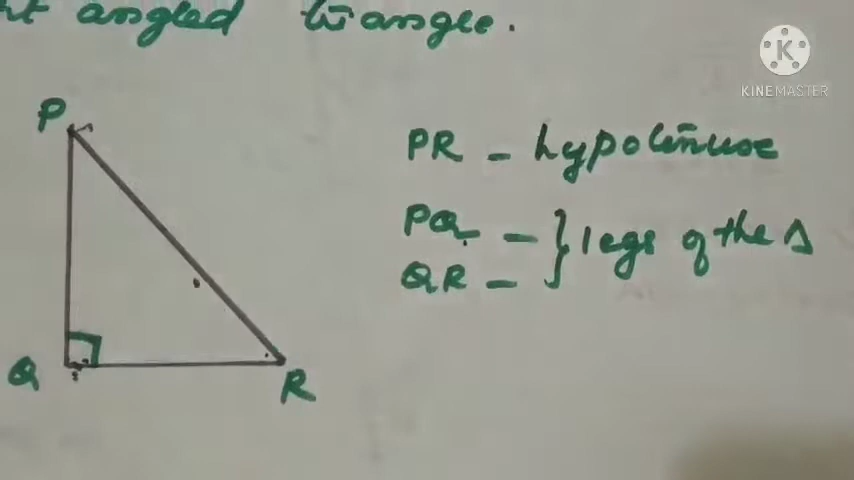 angled triangle.
K
KINEMASTER
P
PR - hypotenuse
PQ -
QR -
} legs of the Δ
Q
R